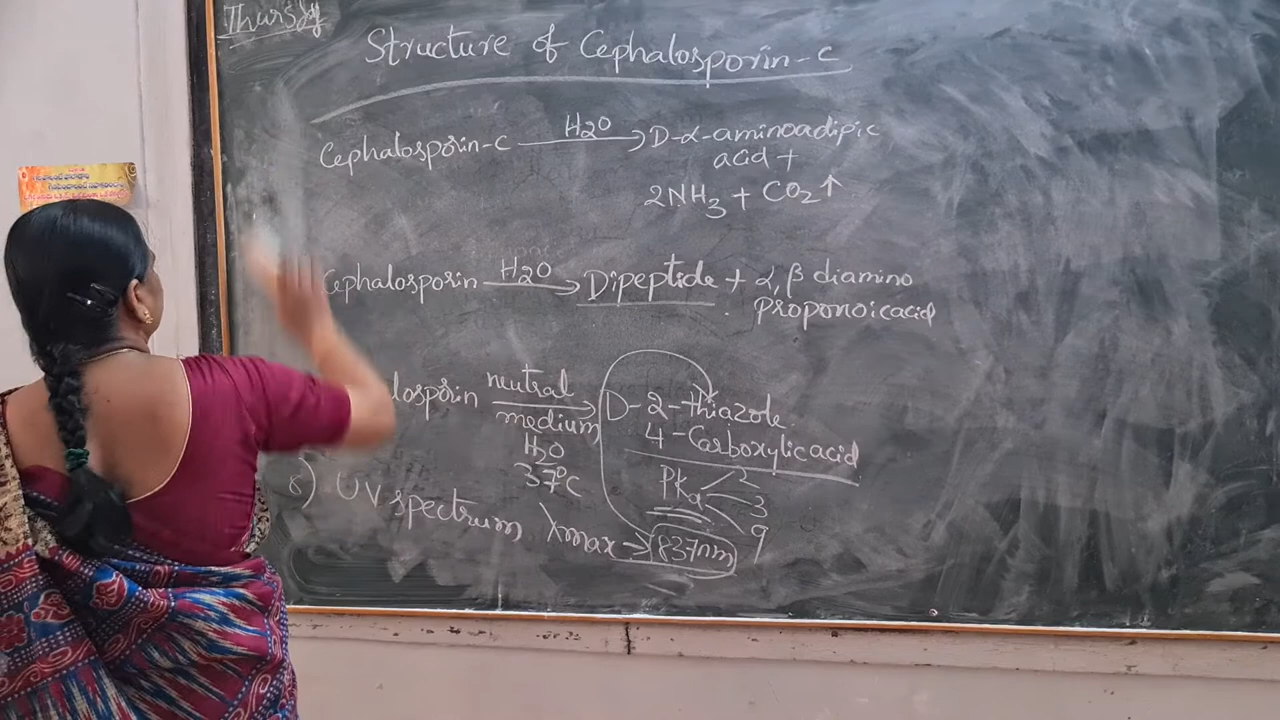 Thursdy
Structure of Cephalosporin-C
Cephalosporin-C H2O → D-α-aminoadipic
acid +
2NH3 + CO2↑
Cephalosporin H2O → Dipeptide + α, β diamino
proponoicacid
losporin neutral → D-2-thiazole
medium 4-Carboxylicacid
H2O
37°C
Pka 2
3
9
8) UV spectrum λmax → 837nm